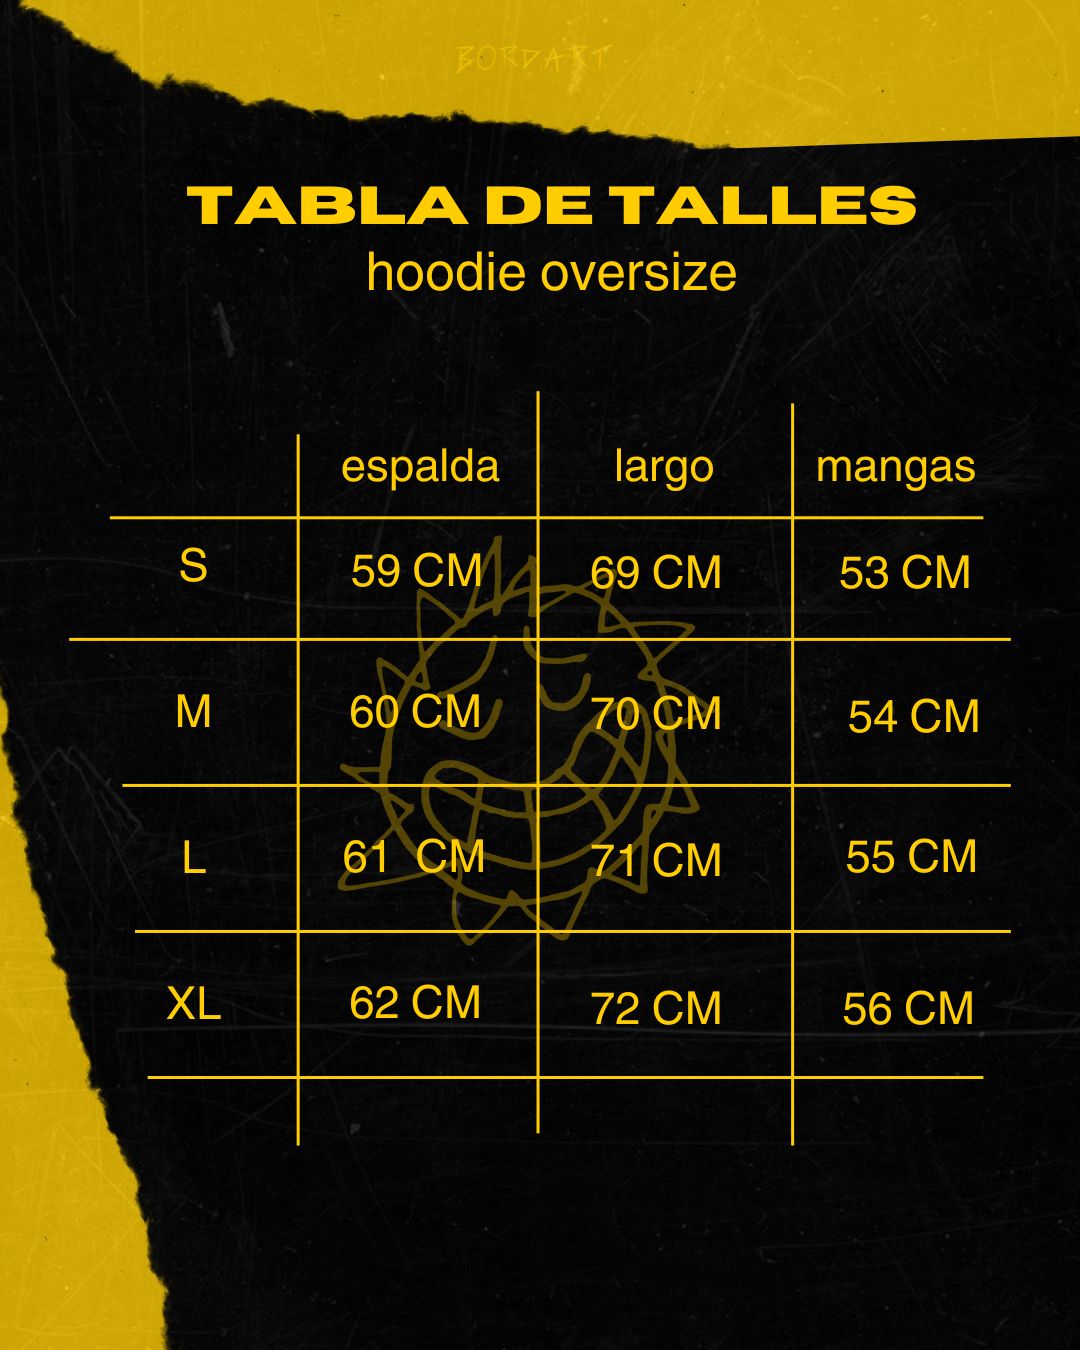 BORDART
TABLA DE TALLES
hoodie oversize
espalda largo mangas
S 59 CM 69 CM 53 CM
M 60 CM 70 CM 54 CM
L 61 CM 71 CM 55 CM
XL 62 CM 72 CM 56 CM